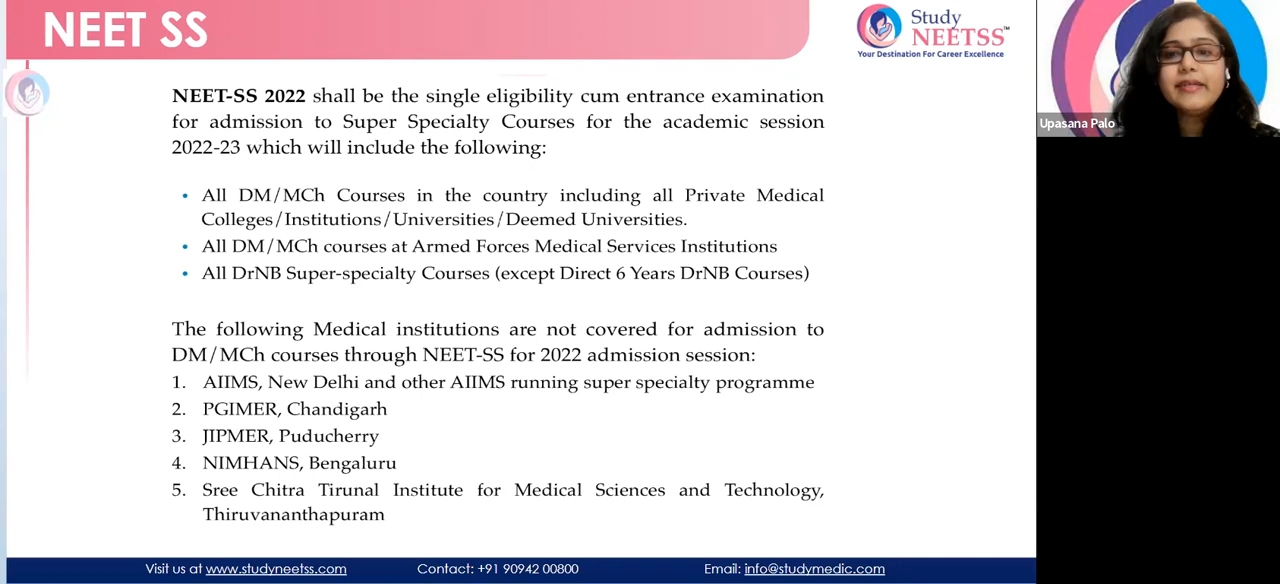 NEET SS
Study
NEETSS™
Your Destination For Career Excellence
Upasana Palo
NEET-SS 2022 shall be the single eligibility cum entrance examination
for admission to Super Specialty Courses for the academic session
2022-23 which will include the following:
• All DM/MCh Courses in the country including all Private Medical
Colleges/Institutions/Universities/Deemed Universities.
• All DM/MCh courses at Armed Forces Medical Services Institutions
• All DrNB Super-specialty Courses (except Direct 6 Years DrNB Courses)
The following Medical institutions are not covered for admission to
DM/MCh courses through NEET-SS for 2022 admission session:
1. AIIMS, New Delhi and other AIIMS running super specialty programme
2. PGIMER, Chandigarh
3. JIPMER, Puducherry
4. NIMHANS, Bengaluru
5. Sree Chitra Tirunal Institute for Medical Sciences and Technology,
Thiruvananthapuram
Visit us at www.studyneetss.com Contact: +91 90942 00800 Email: info@studymedic.com